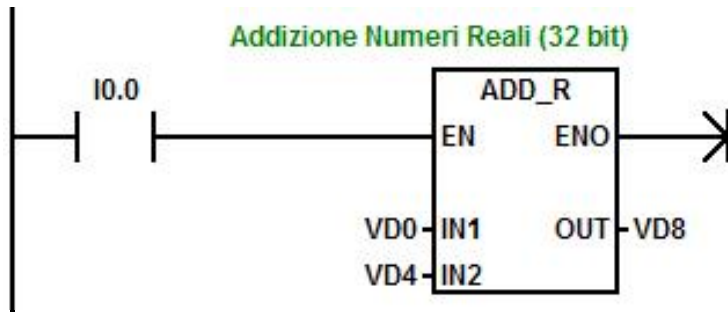 Addizione Numeri Reali (32 bit)
I0.0
ADD_R
EN ENO
VD0 IN1 OUT VD8
VD4 IN2